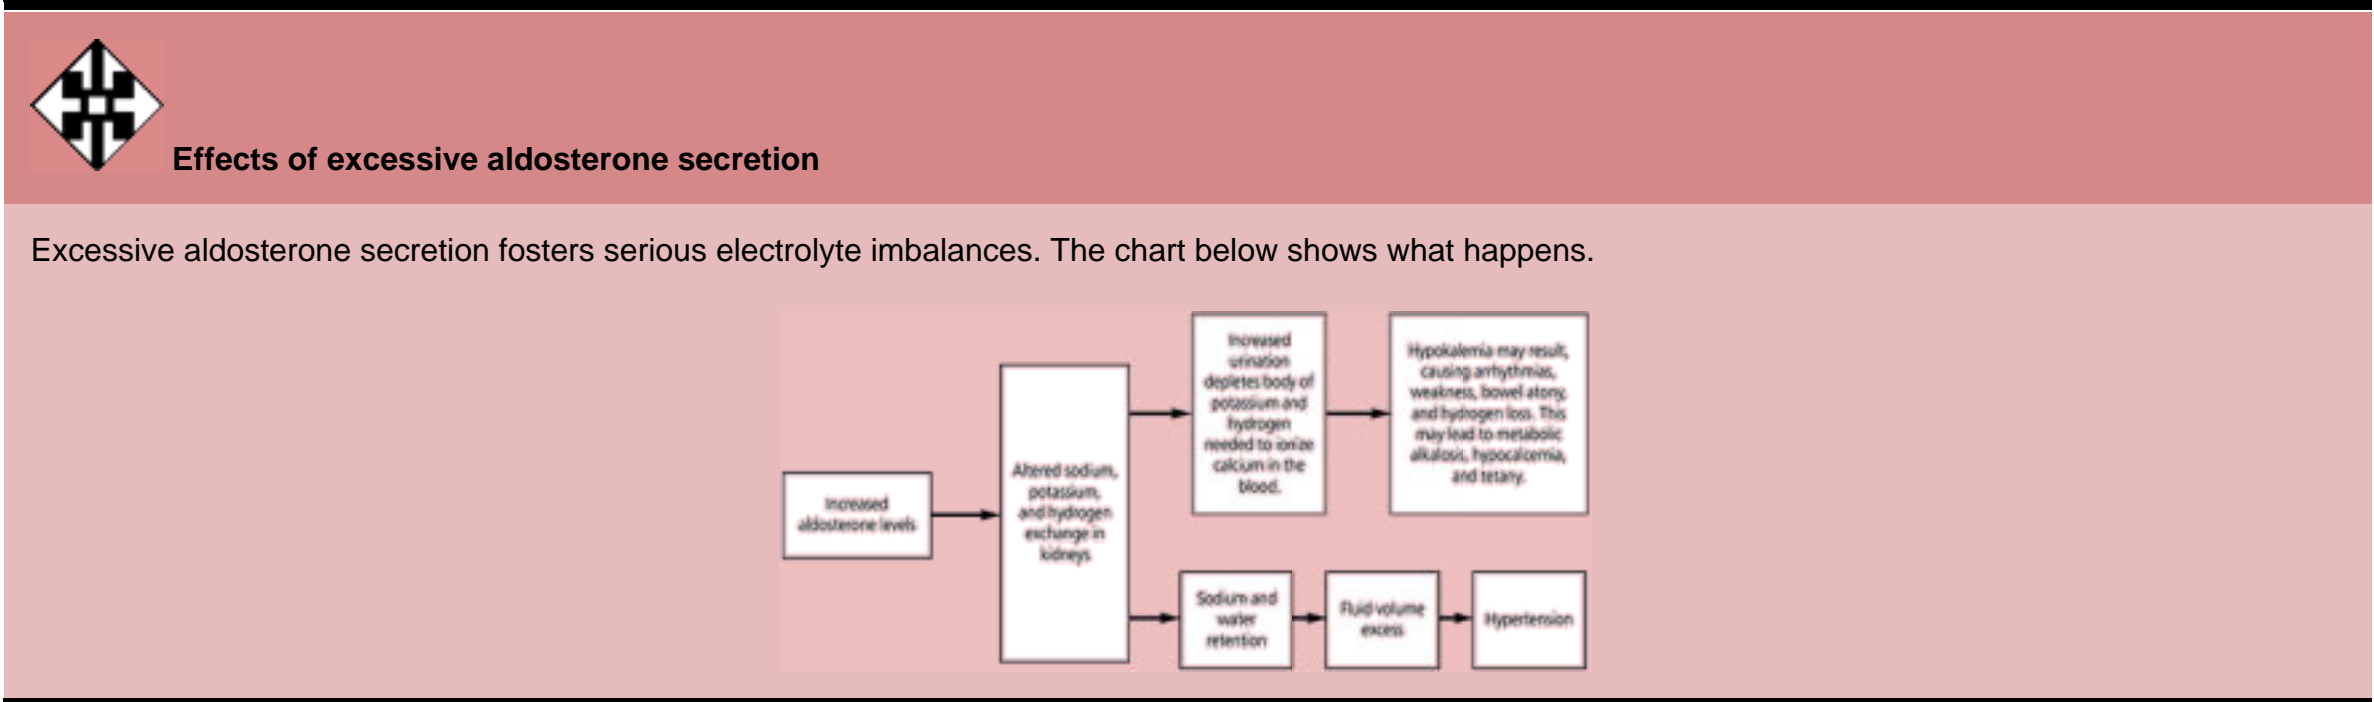 Effects of excessive aldosterone secretion
Excessive aldosterone secretion fosters serious electrolyte imbalances. The chart below shows what happens.
Increased
aldosterone levels
Altered sodium,
potassium,
and hydrogen
exchange in
kidneys
Increased
urination
depletes body of
potassium and
hydrogen
needed to ionize
calcium in the
blood.
Hypokalemia may result,
causing arrhythmias,
weakness, bowel atony,
and hydrogen loss. This
may lead to metabolic
alkalosis, hypocalcemia,
and tetany.
Sodium and
water
retention
Fluid volume
excess
Hypertension